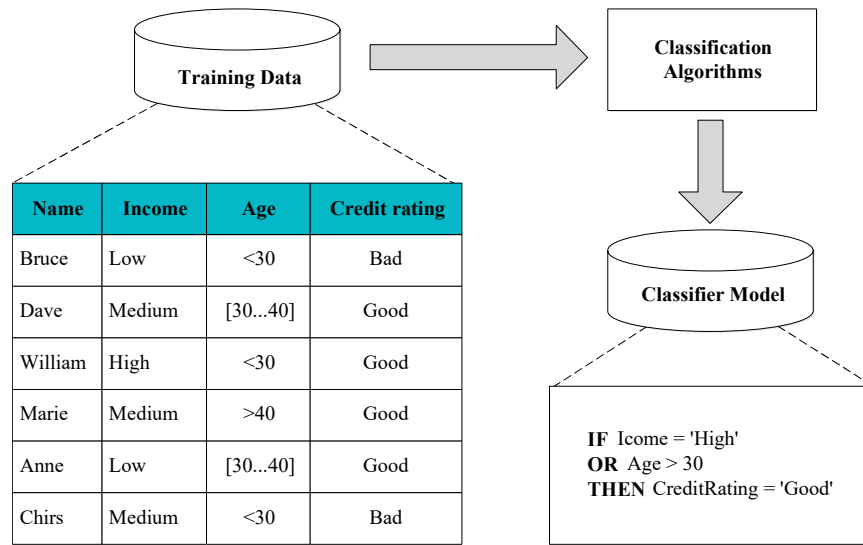 Training Data
Classification
Algorithms
Name Income Age Credit rating
Bruce Low <30 Bad
Dave Medium [30...40] Good
William High <30 Good
Marie Medium >40 Good
Anne Low [30...40] Good
Chirs Medium <30 Bad
Classifier Model
IF Icome = 'High'
OR Age > 30
THEN CreditRating = 'Good'